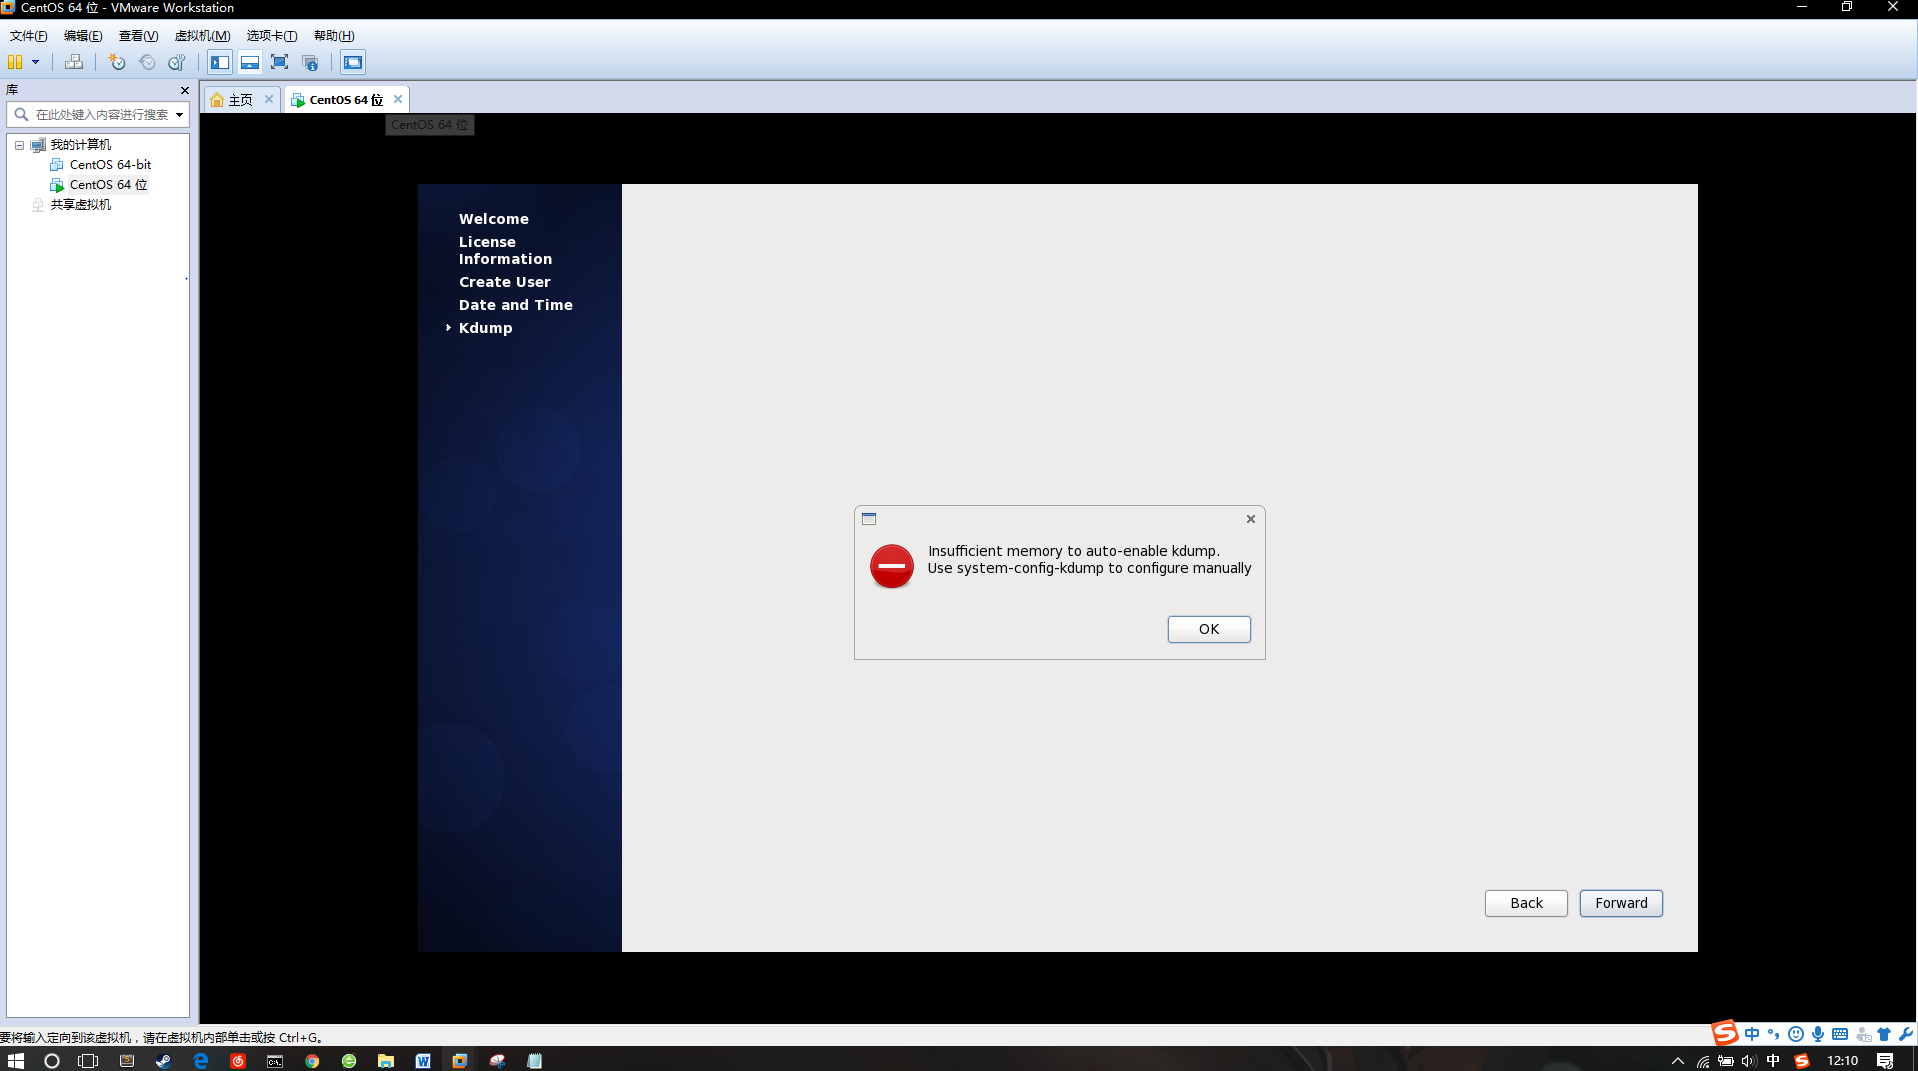 CentOS 64 位 - VMware Workstation
文件(F) 编辑(E) 查看(V) 虚拟机(M) 选项卡(T) 帮助(H)
库
在此处键入内容进行搜索
我的计算机
CentOS 64-bit
CentOS 64 位
共享虚拟机
主页
CentOS 64 位
CentOS 64 位
Welcome
License
Information
Create User
Date and Time
Kdump
Insufficient memory to auto-enable kdump.
Use system-config-kdump to configure manually
OK
Back
Forward
要将输入定向到该虚拟机，请在虚拟机内部单击或按 Ctrl+G。
中
中
12:10